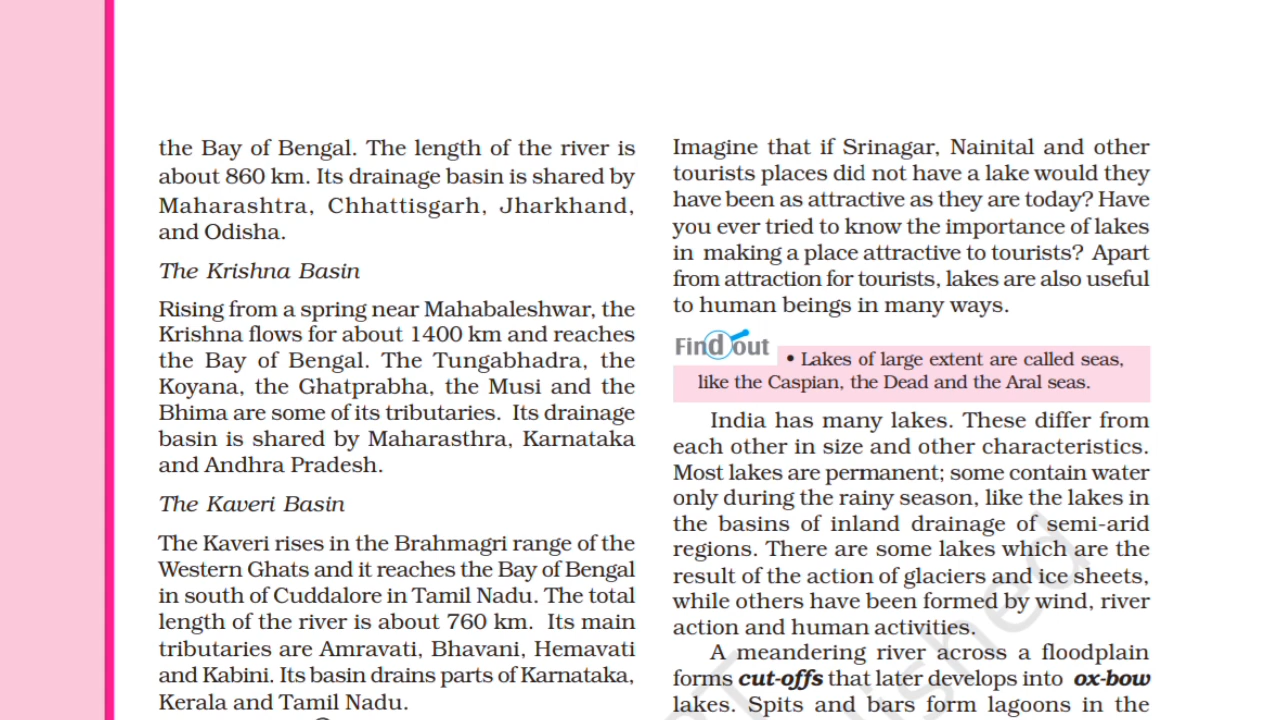 the Bay of Bengal. The length of the river is
about 860 km. Its drainage basin is shared by
Maharashtra, Chhattisgarh, Jharkhand,
and Odisha.
The Krishna Basin
Rising from a spring near Mahabaleshwar, the
Krishna flows for about 1400 km and reaches
the Bay of Bengal. The Tungabhadra, the
Koyana, the Ghatprabha, the Musi and the
Bhima are some of its tributaries. Its drainage
basin is shared by Maharasthra, Karnataka
and Andhra Pradesh.
The Kaveri Basin
The Kaveri rises in the Brahmagri range of the
Western Ghats and it reaches the Bay of Bengal
in south of Cuddalore in Tamil Nadu. The total
length of the river is about 760 km. Its main
tributaries are Amravati, Bhavani, Hemavati
and Kabini. Its basin drains parts of Karnataka,
Kerala and Tamil Nadu.
Imagine that if Srinagar, Nainital and other
tourists places did not have a lake would they
have been as attractive as they are today? Have
you ever tried to know the importance of lakes
in making a place attractive to tourists? Apart
from attraction for tourists, lakes are also useful
to human beings in many ways.
Find out
• Lakes of large extent are called seas,
like the Caspian, the Dead and the Aral seas.
India has many lakes. These differ from
each other in size and other characteristics.
Most lakes are permanent; some contain water
only during the rainy season, like the lakes in
the basins of inland drainage of semi-arid
regions. There are some lakes which are the
result of the action of glaciers and ice sheets,
while others have been formed by wind, river
action and human activities.
A meandering river across a floodplain
forms cut-offs that later develops into ox-bow
lakes. Spits and bars form lagoons in the